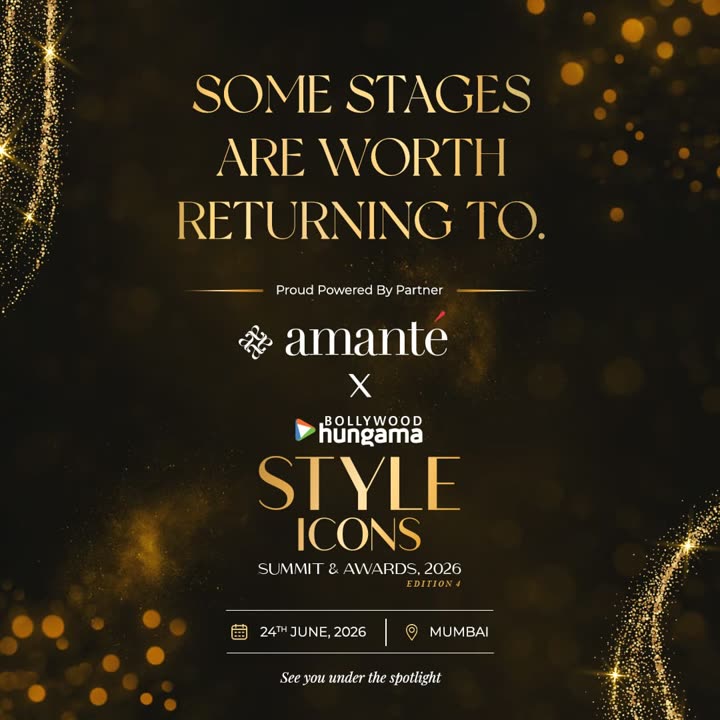 SOME STAGES
ARE WORTH
RETURNING TO.
Proud Powered By Partner
amanté
X
BOLLYWOOD
hungama
STYLE
ICONS
SUMMIT & AWARDS, 2026
EDITION 4
24TH JUNE, 2026 | MUMBAI
See you under the spotlight